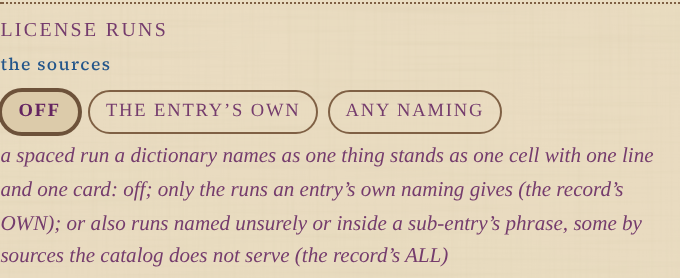 LICENSE RUNS
the sources
OFF THE ENTRY’S OWN ANY NAMING
a spaced run a dictionary names as one thing stands as one cell with one line
and one card: off; only the runs an entry’s own naming gives (the record’s
OWN); or also runs named unsurely or inside a sub-entry’s phrase, some by
sources the catalog does not serve (the record’s ALL)